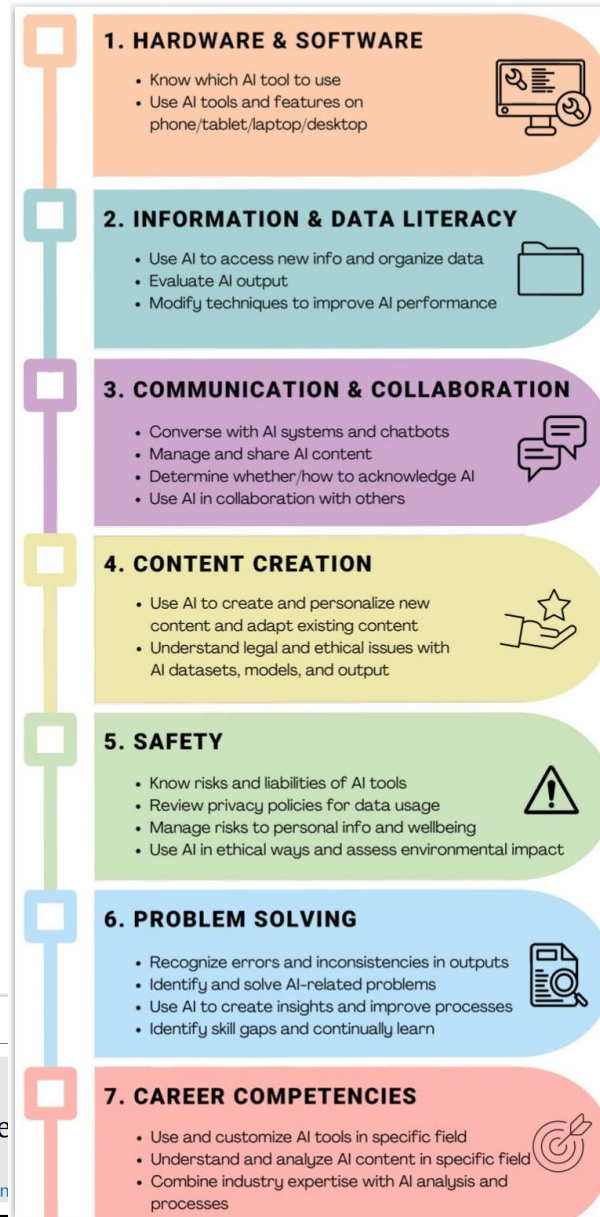 1. HARDWARE & SOFTWARE
• Know which AI tool to use
• Use AI tools and features on
phone/tablet/laptop/desktop
2. INFORMATION & DATA LITERACY
• Use AI to access new info and organize data
• Evaluate AI output
• Modify techniques to improve AI performance
3. COMMUNICATION & COLLABORATION
• Converse with AI systems and chatbots
• Manage and share AI content
• Determine whether/how to acknowledge AI
• Use AI in collaboration with others
4. CONTENT CREATION
• Use AI to create and personalize new
content and adapt existing content
• Understand legal and ethical issues with
AI datasets, models, and output
5. SAFETY
• Know risks and liabilities of AI tools
• Review privacy policies for data usage
• Manage risks to personal info and wellbeing
• Use AI in ethical ways and assess environmental impact
6. PROBLEM SOLVING
• Recognize errors and inconsistencies in outputs
• Identify and solve AI-related problems
• Use AI to create insights and improve processes
• Identify skill gaps and continually learn
7. CAREER COMPETENCIES
• Use and customize AI tools in specific field
• Understand and analyze AI content in specific field
• Combine industry expertise with AI analysis and
processes